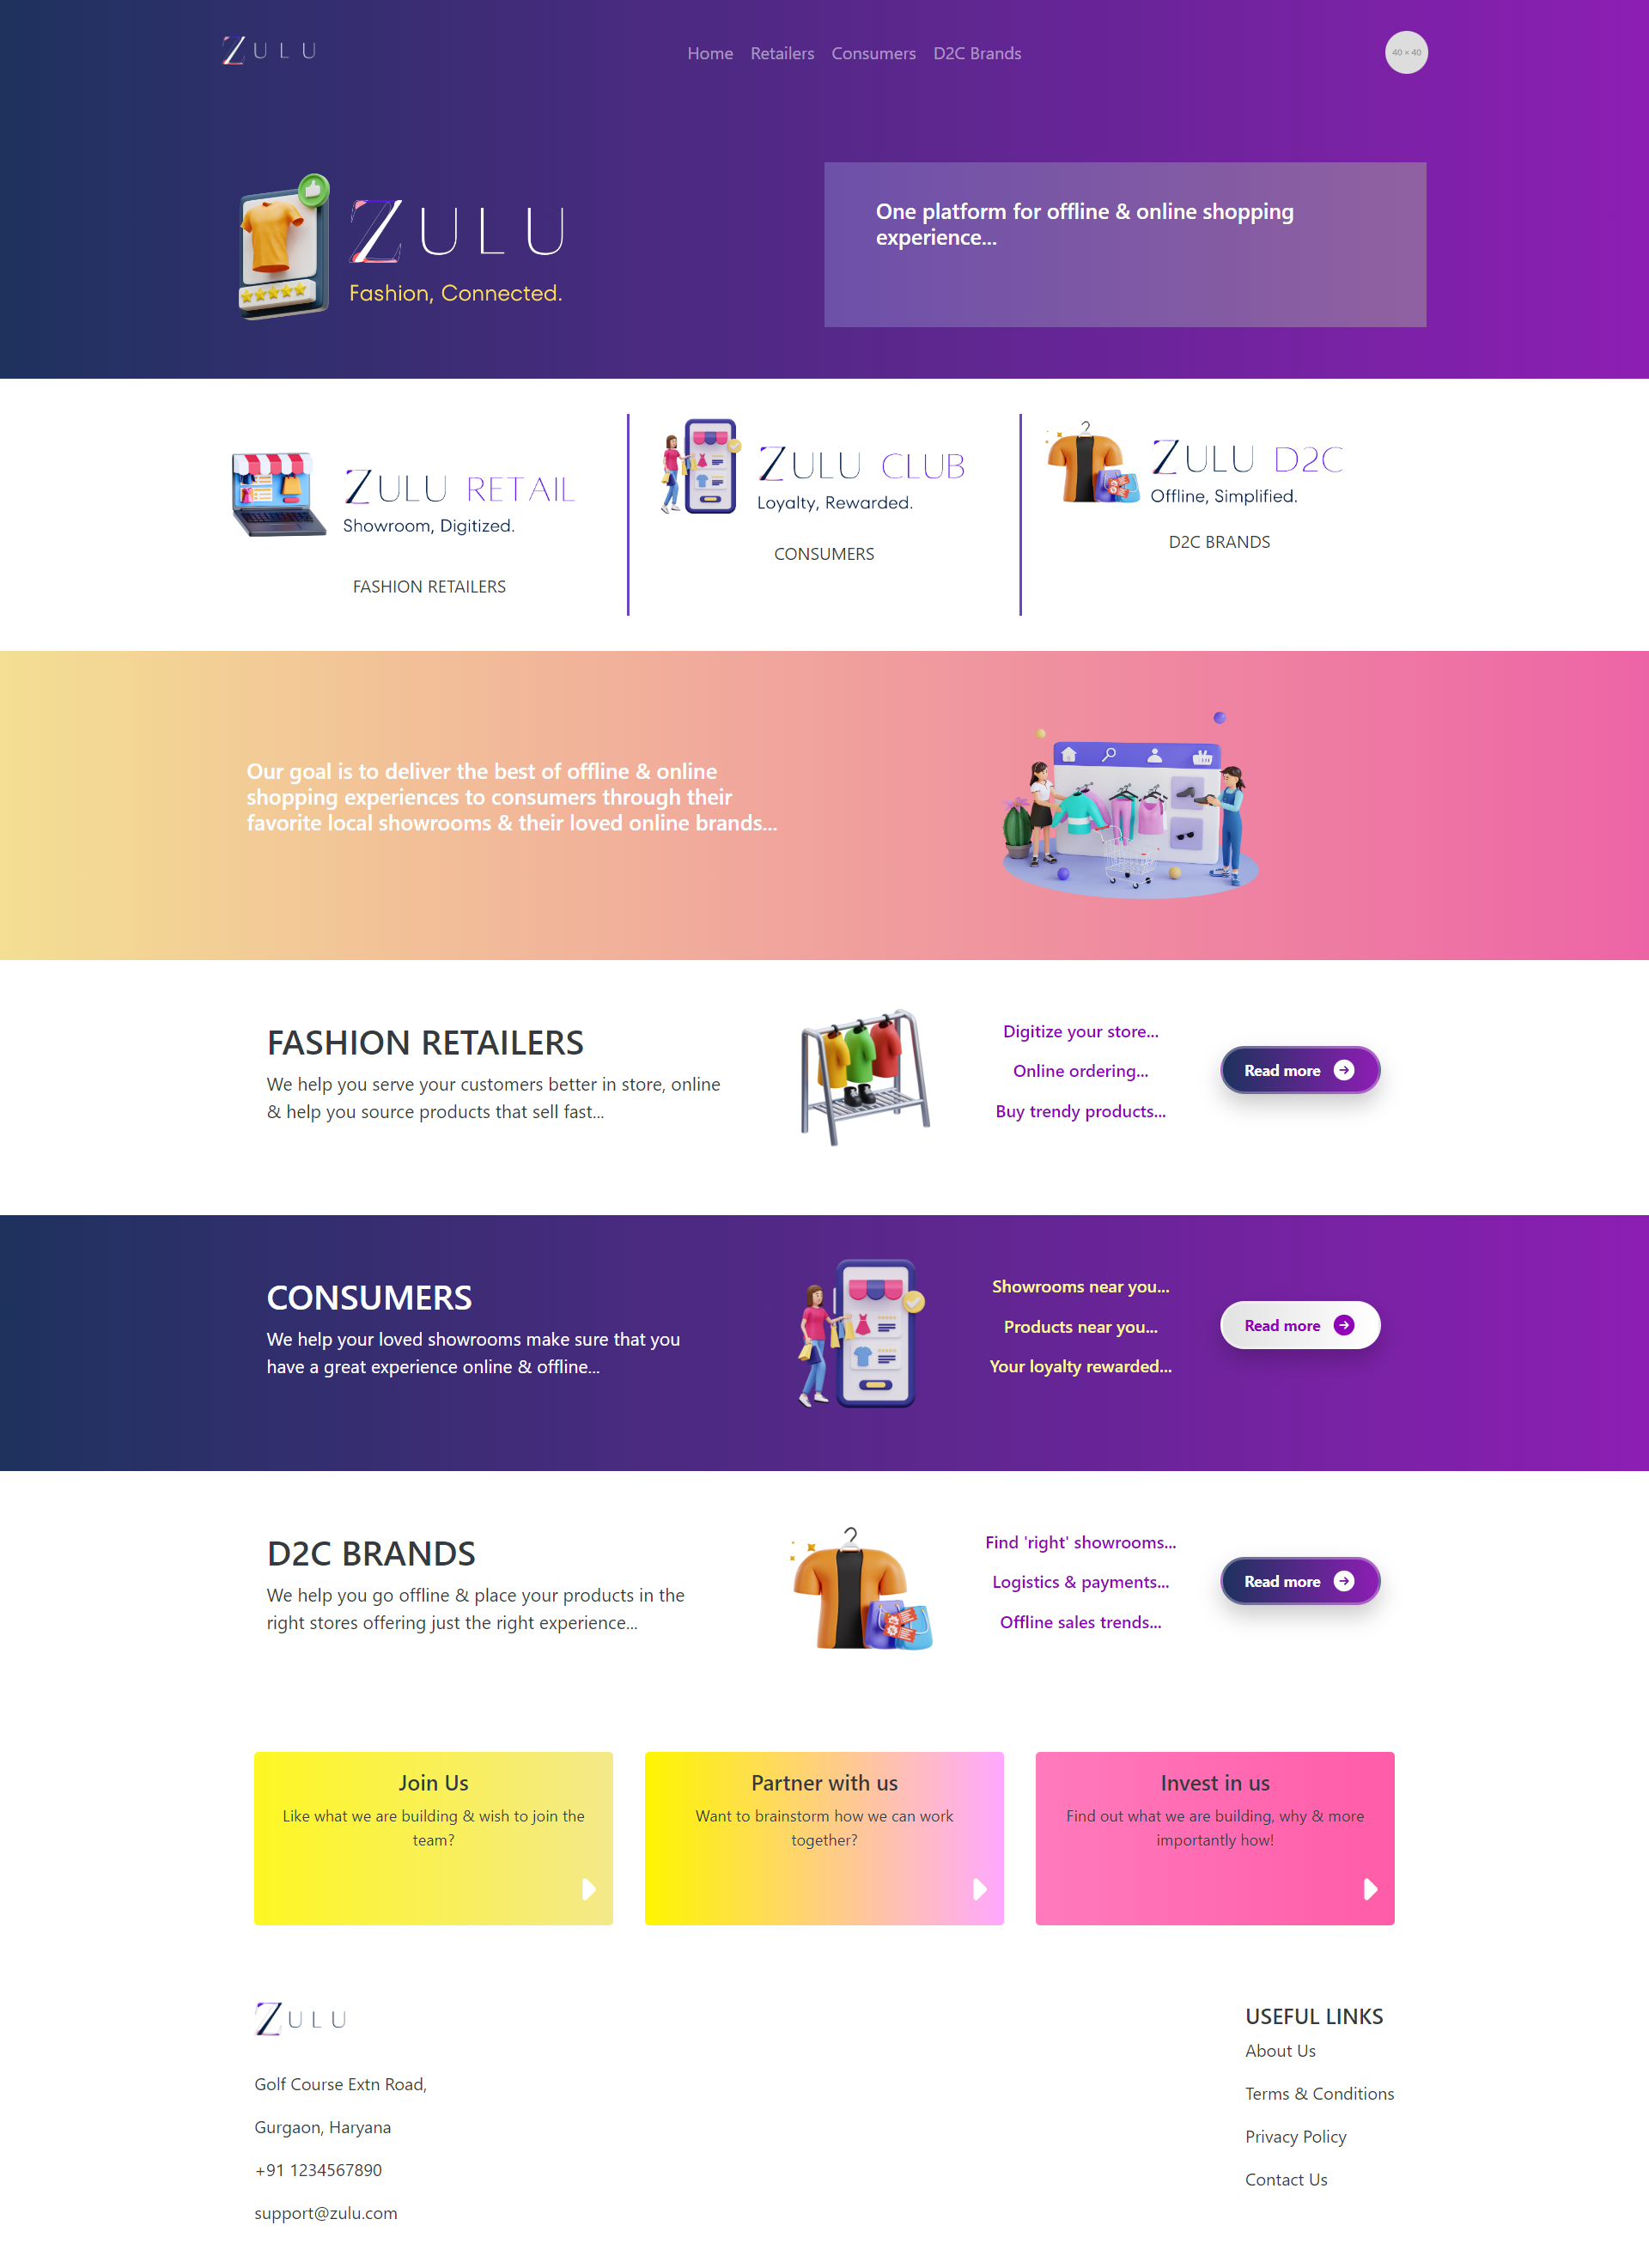 ZULU
Home Retailers Consumers D2C Brands
40 × 40
ZULU
Fashion, Connected.
One platform for offline & online shopping
experience...
ZULU RETAIL
Showroom, Digitized.
FASHION RETAILERS
ZULU CLUB
Loyalty, Rewarded.
CONSUMERS
ZULU D2C
Offline, Simplified.
D2C BRANDS
Our goal is to deliver the best of offline & online
shopping experiences to consumers through their
favorite local showrooms & their loved online brands...
FASHION RETAILERS
We help you serve your customers better in store, online
& help you source products that sell fast...
Digitize your store...
Online ordering...
Buy trendy products...
Read more
CONSUMERS
We help your loved showrooms make sure that you
have a great experience online & offline...
Showrooms near you...
Products near you...
Your loyalty rewarded...
Read more
D2C BRANDS
We help you go offline & place your products in the
right stores offering just the right experience...
Find 'right' showrooms...
Logistics & payments...
Offline sales trends...
Read more
Join Us
Like what we are building & wish to join the
team?
Partner with us
Want to brainstorm how we can work
together?
Invest in us
Find out what we are building, why & more
importantly how!
ZULU
Golf Course Extn Road,
Gurgaon, Haryana
+91 1234567890
support@zulu.com
USEFUL LINKS
About Us
Terms & Conditions
Privacy Policy
Contact Us